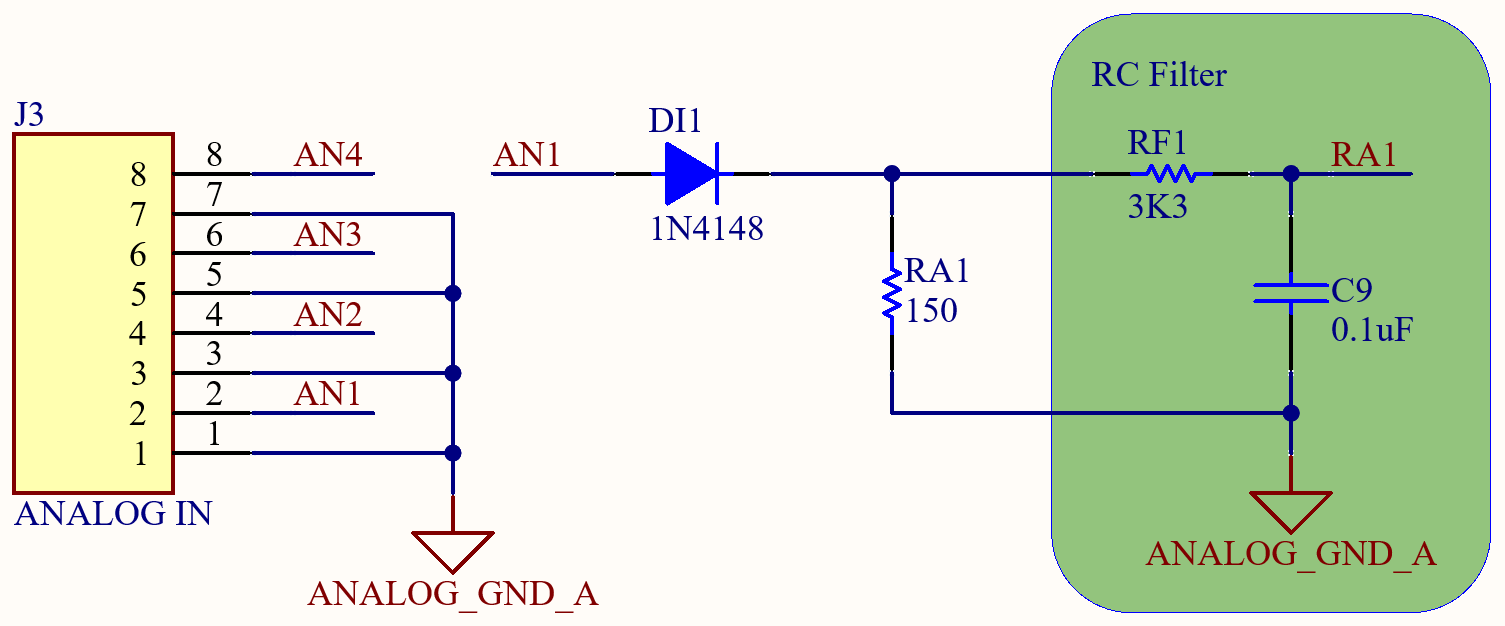 J3
8 8 AN4
7 7
6 6 AN3
5 5
4 4 AN2
3 3
2 2 AN1
1 1
ANALOG IN
ANALOG_GND_A
AN1
DI1
1N4148
RA1
150
RC Filter
RF1
3K3
RA1
C9
0.1uF
ANALOG_GND_A